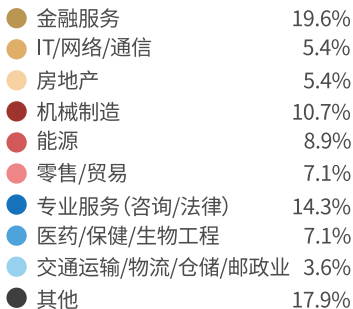 金融服务 19.6%
IT/网络/通信 5.4%
房地产 5.4%
机械制造 10.7%
能源 8.9%
零售/贸易 7.1%
专业服务（咨询/法律） 14.3%
医药/保健/生物工程 7.1%
交通运输/物流/仓储/邮政业 3.6%
其他 17.9%